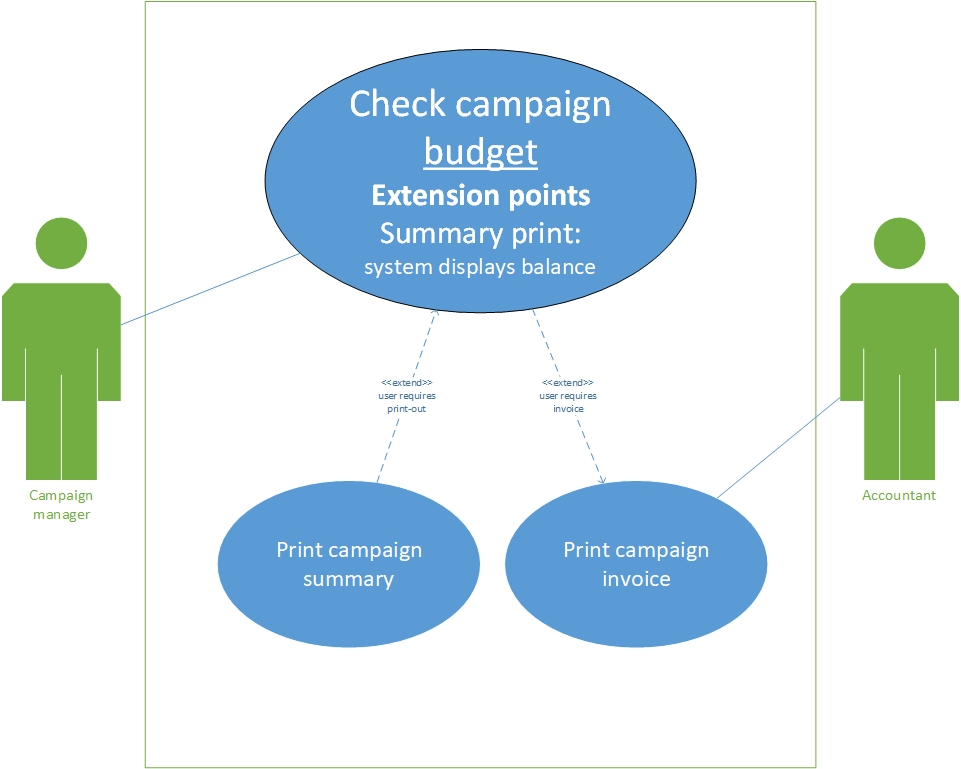 Check campaign
budget
Extension points
Summary print:
system displays balance
<<extend>>
user requires
print-out
<<extend>>
user requires
invoice
Campaign
manager
Accountant
Print campaign
summary
Print campaign
invoice